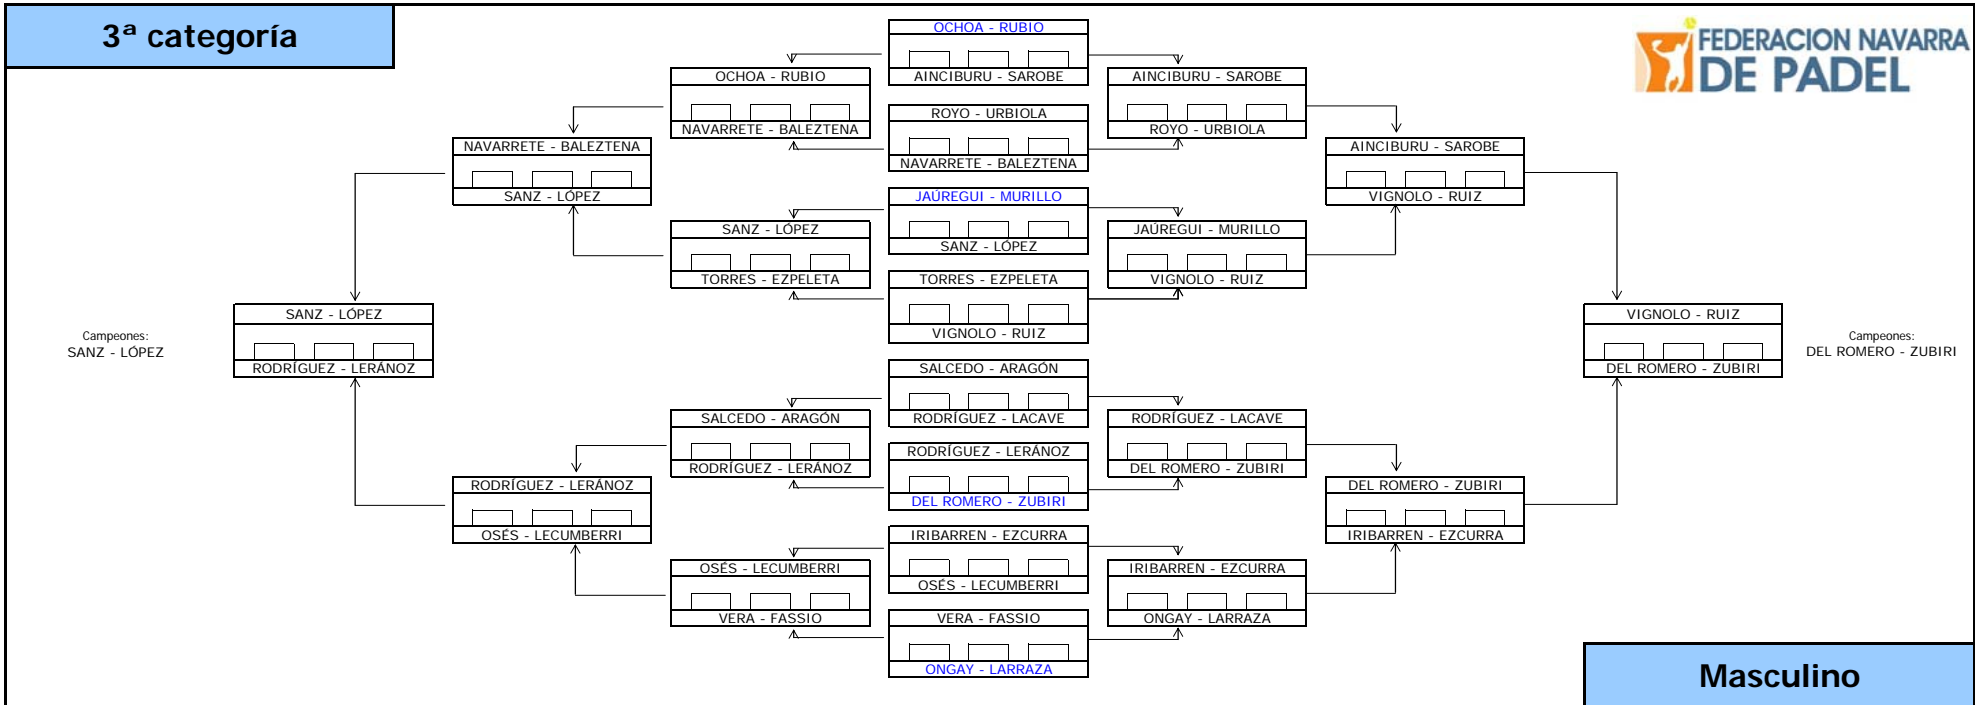 3ª categoría
FEDERACION NAVARRA
DE PADEL
OCHOA - RUBIO
AINCIBURU - SAROBE
ROYO - URBIOLA
NAVARRETE - BALEZTENA
JAÚREGUI - MURILLO
SANZ - LÓPEZ
TORRES - EZPELETA
VIGNOLO - RUIZ
SALCEDO - ARAGÓN
RODRÍGUEZ - LACAVE
RODRÍGUEZ - LERÁNOZ
DEL ROMERO - ZUBIRI
IRIBARREN - EZCURRA
OSÉS - LECUMBERRI
VERA - FASSIO
ONGAY - LARRAZA
OCHOA - RUBIO
NAVARRETE - BALEZTENA
SANZ - LÓPEZ
TORRES - EZPELETA
SALCEDO - ARAGÓN
RODRÍGUEZ - LERÁNOZ
OSÉS - LECUMBERRI
VERA - FASSIO
NAVARRETE - BALEZTENA
SANZ - LÓPEZ
RODRÍGUEZ - LERÁNOZ
OSÉS - LECUMBERRI
SANZ - LÓPEZ
RODRÍGUEZ - LERÁNOZ
Campeones:
SANZ - LÓPEZ
AINCIBURU - SAROBE
ROYO - URBIOLA
JAÚREGUI - MURILLO
VIGNOLO - RUIZ
RODRÍGUEZ - LACAVE
DEL ROMERO - ZUBIRI
IRIBARREN - EZCURRA
ONGAY - LARRAZA
AINCIBURU - SAROBE
VIGNOLO - RUIZ
DEL ROMERO - ZUBIRI
IRIBARREN - EZCURRA
VIGNOLO - RUIZ
DEL ROMERO - ZUBIRI
Campeones:
DEL ROMERO - ZUBIRI
Masculino